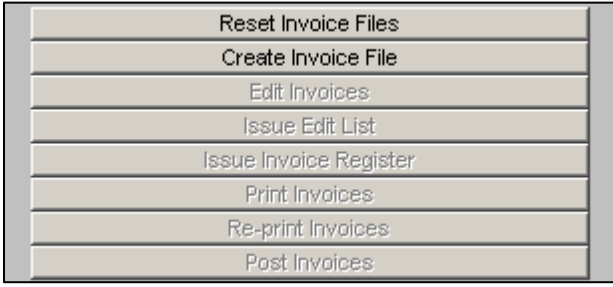 Reset Invoice Files
Create Invoice File
Edit Invoices
Issue Edit List
Issue Invoice Register
Print Invoices
Re-print Invoices
Post Invoices